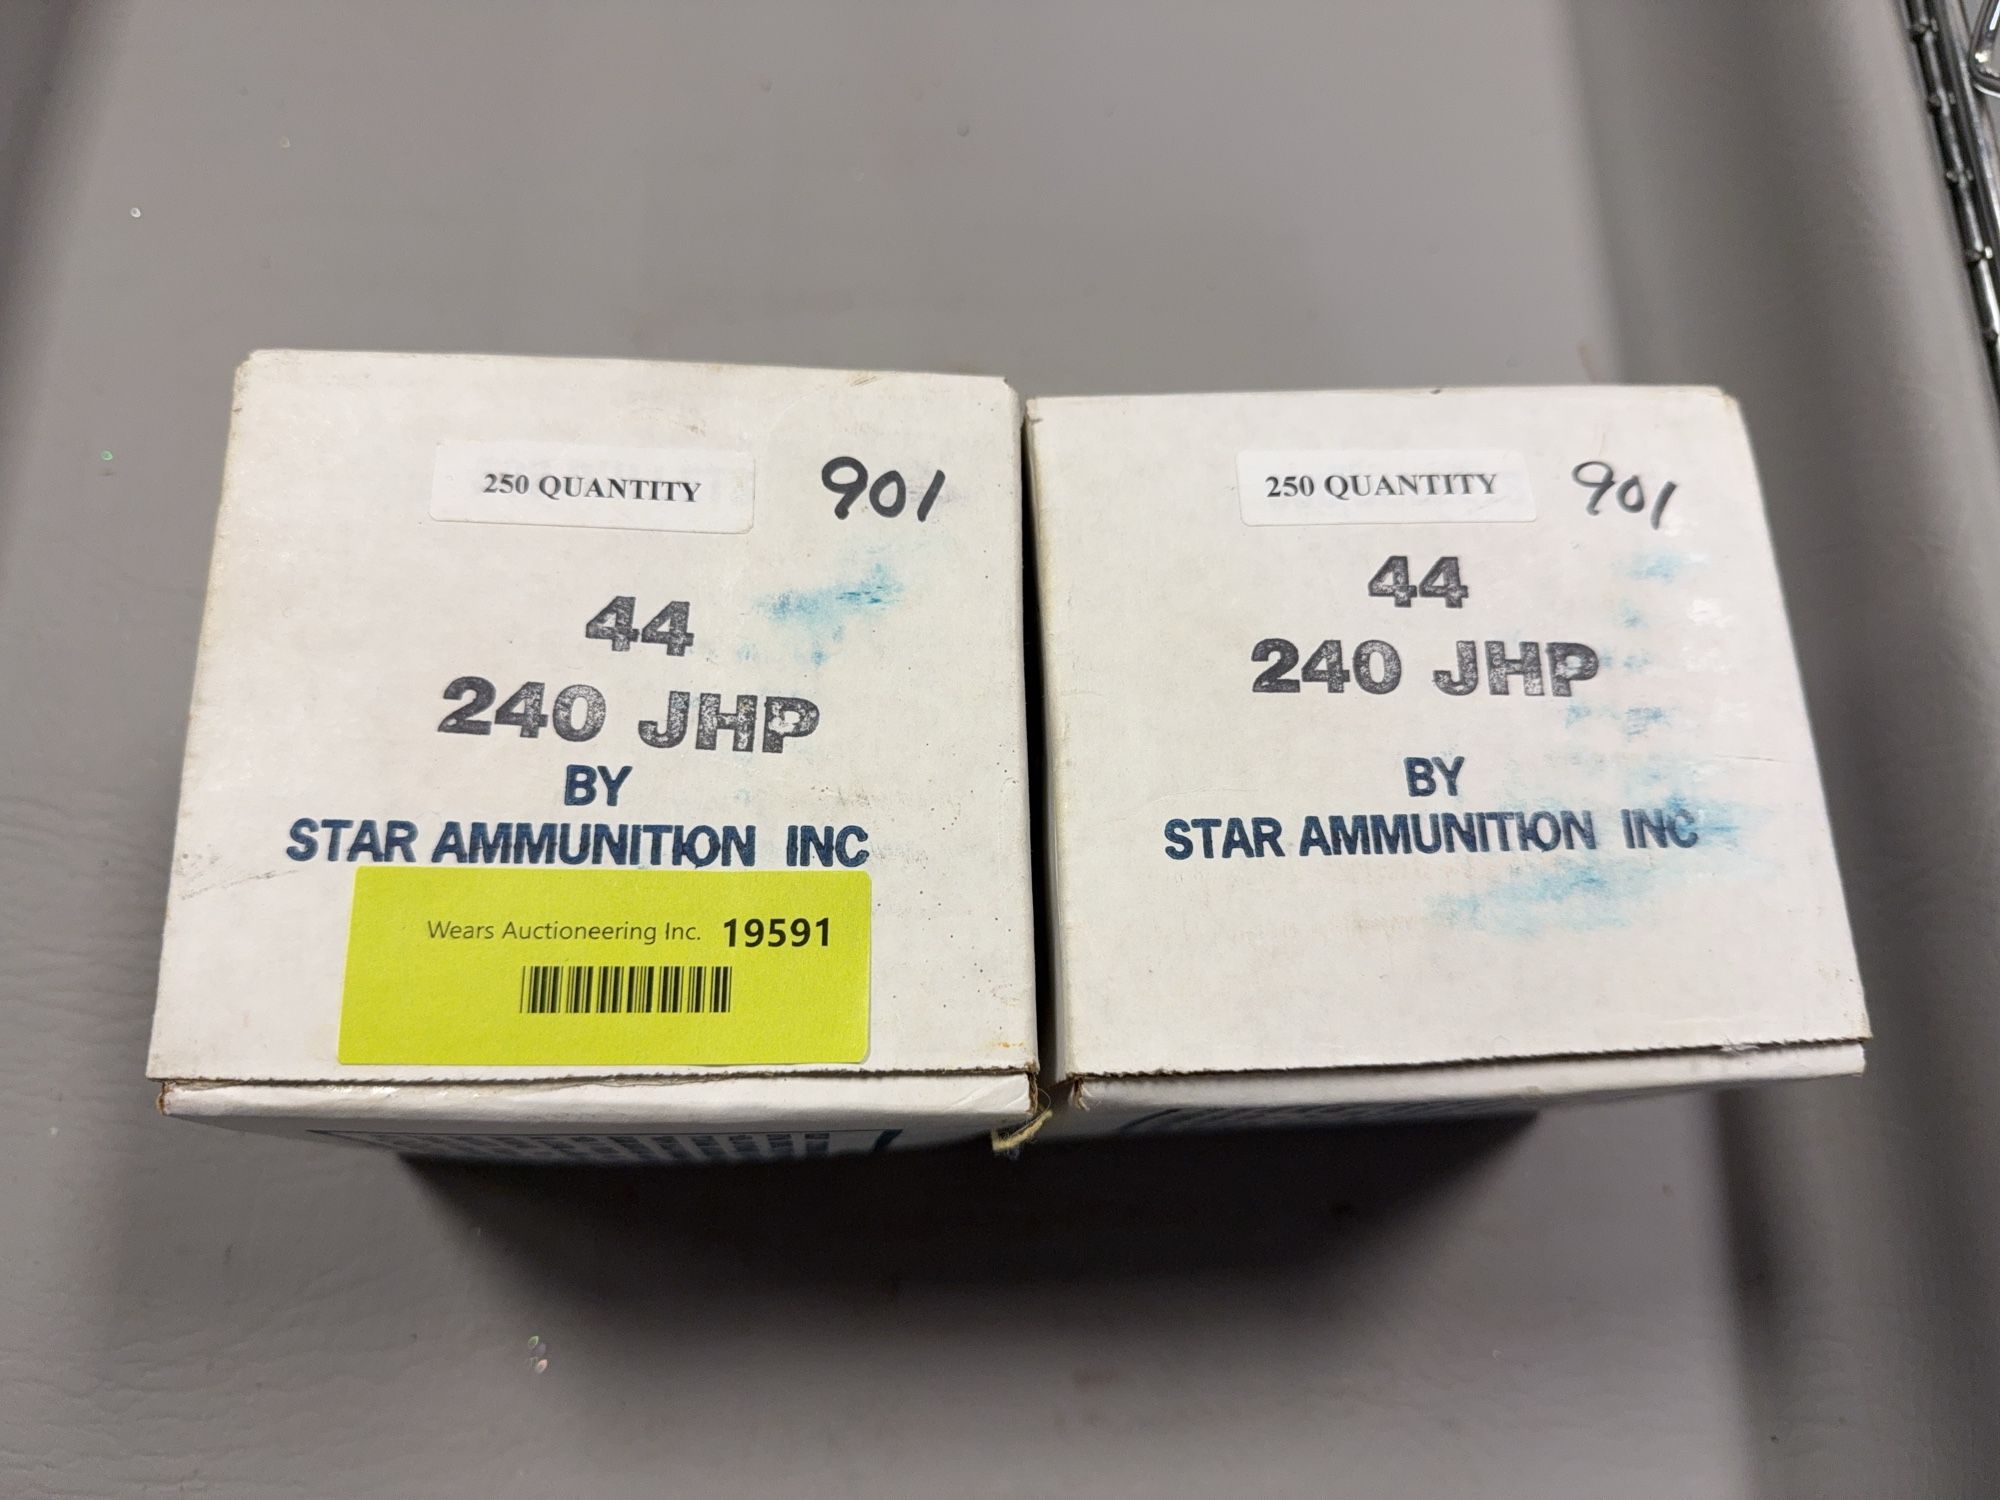 250 QUANTITY 901
44
240 JHP
BY
STAR AMMUNITION INC
Wears Auctioneering Inc. 19591
250 QUANTITY 901
44
240 JHP
BY
STAR AMMUNITION INC